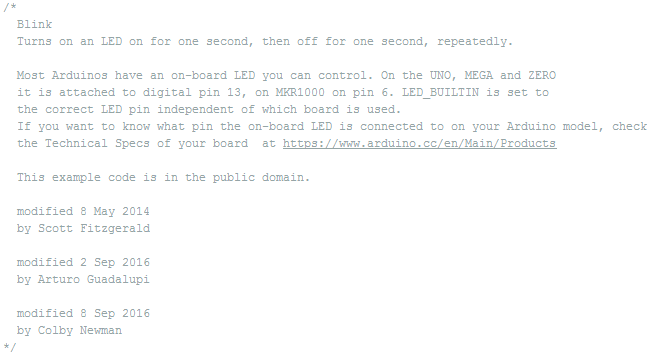 /*
Blink
Turns on an LED on for one second, then off for one second, repeatedly.
Most Arduinos have an on-board LED you can control. On the UNO, MEGA and ZERO
it is attached to digital pin 13, on MKR1000 on pin 6. LED_BUILTIN is set to
the correct LED pin independent of which board is used.
If you want to know what pin the on-board LED is connected to on your Arduino model, check
the Technical Specs of your board  at https://www.arduino.cc/en/Main/Products
This example code is in the public domain.
modified 8 May 2014
by Scott Fitzgerald
modified 2 Sep 2016
by Arturo Guadalupi
modified 8 Sep 2016
by Colby Newman
*/